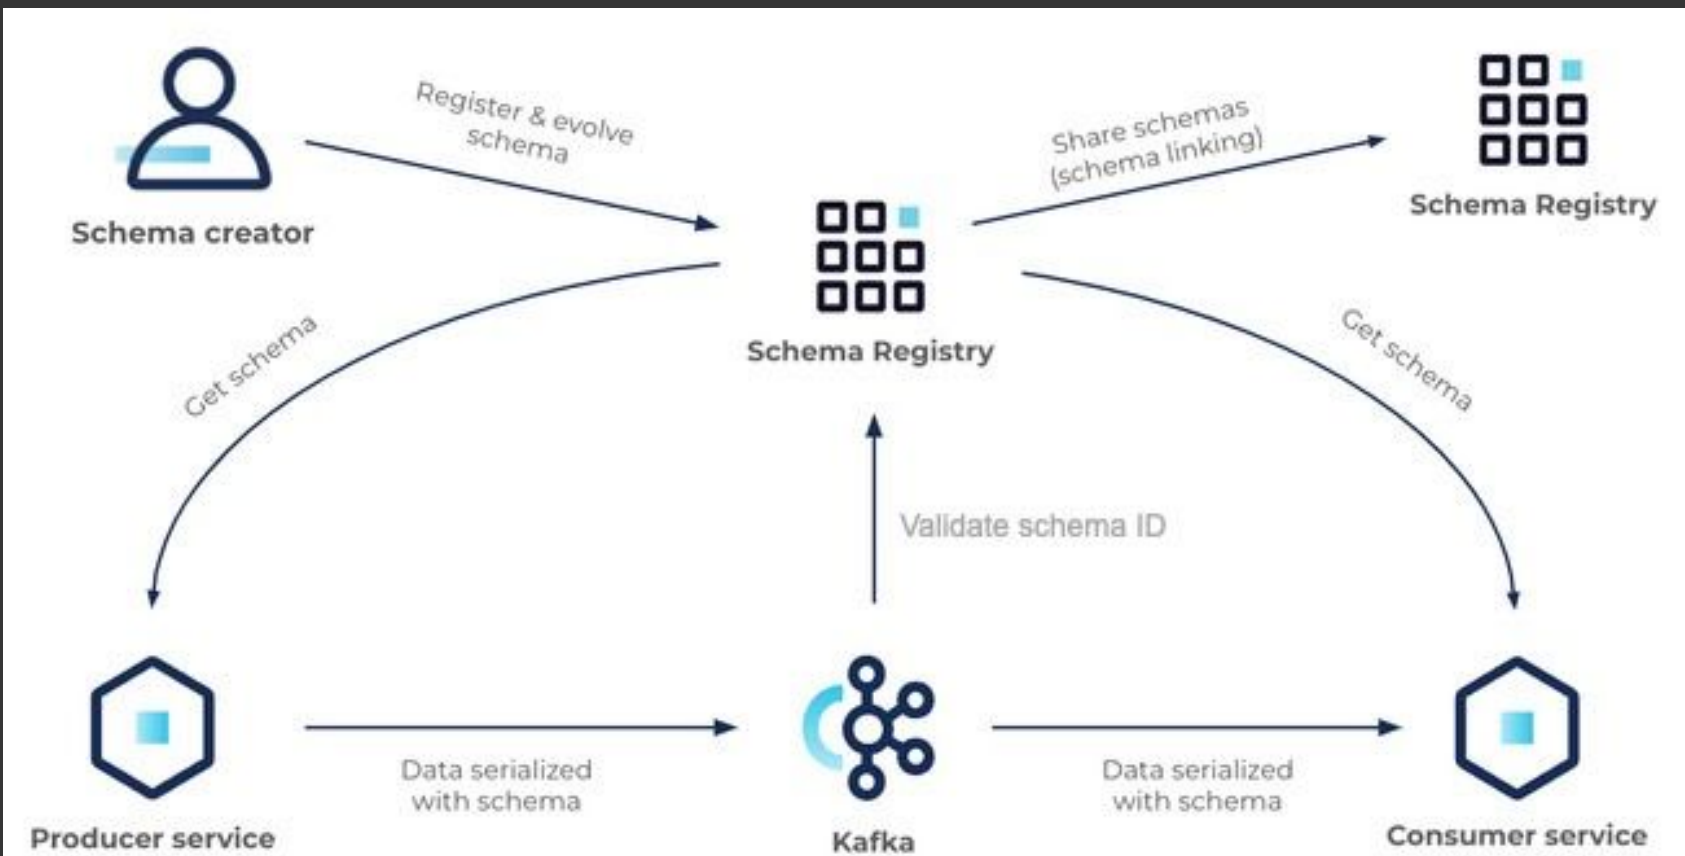 Register & evolve
schema
Share schemas
(schema linking)
Schema creator
Schema Registry
Schema Registry
Get schema
Get schema
Validate schema ID
Data serialized
with schema
Data serialized
with schema
Producer service
Kafka
Consumer service